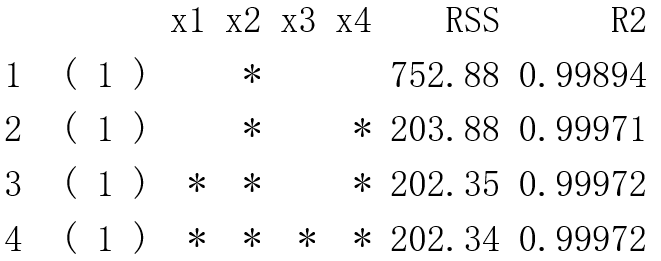 x1 x2 x3 x4 RSS R2
1 ( 1 ) * 752.88 0.99894
2 ( 1 ) * * 203.88 0.99971
3 ( 1 ) * * * 202.35 0.99972
4 ( 1 ) * * * * 202.34 0.99972